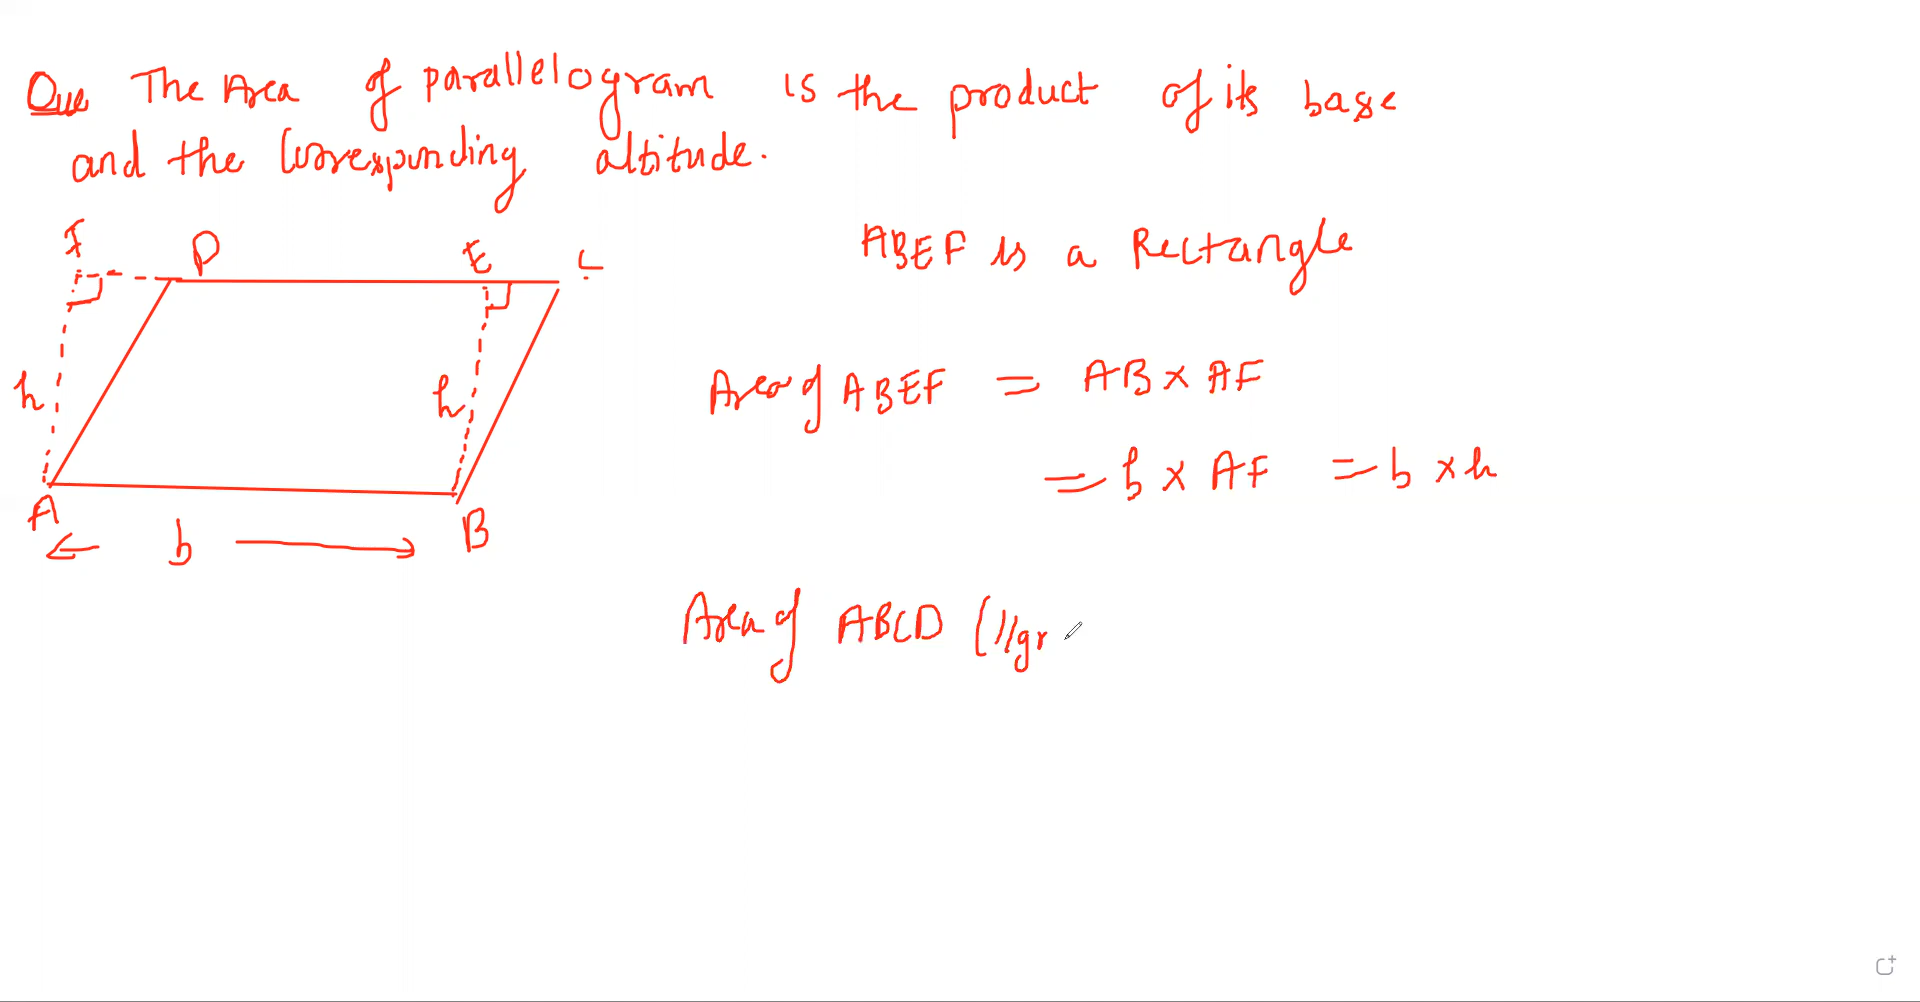 Que The Area of parallelogram is the product of its base
and the Corresponding altitude.
F D E C
ABEF is a Rectangle
h h
Area of ABEF = AB × AF
= b × AF = b × h
A B
b
Area of ABCD (||gr